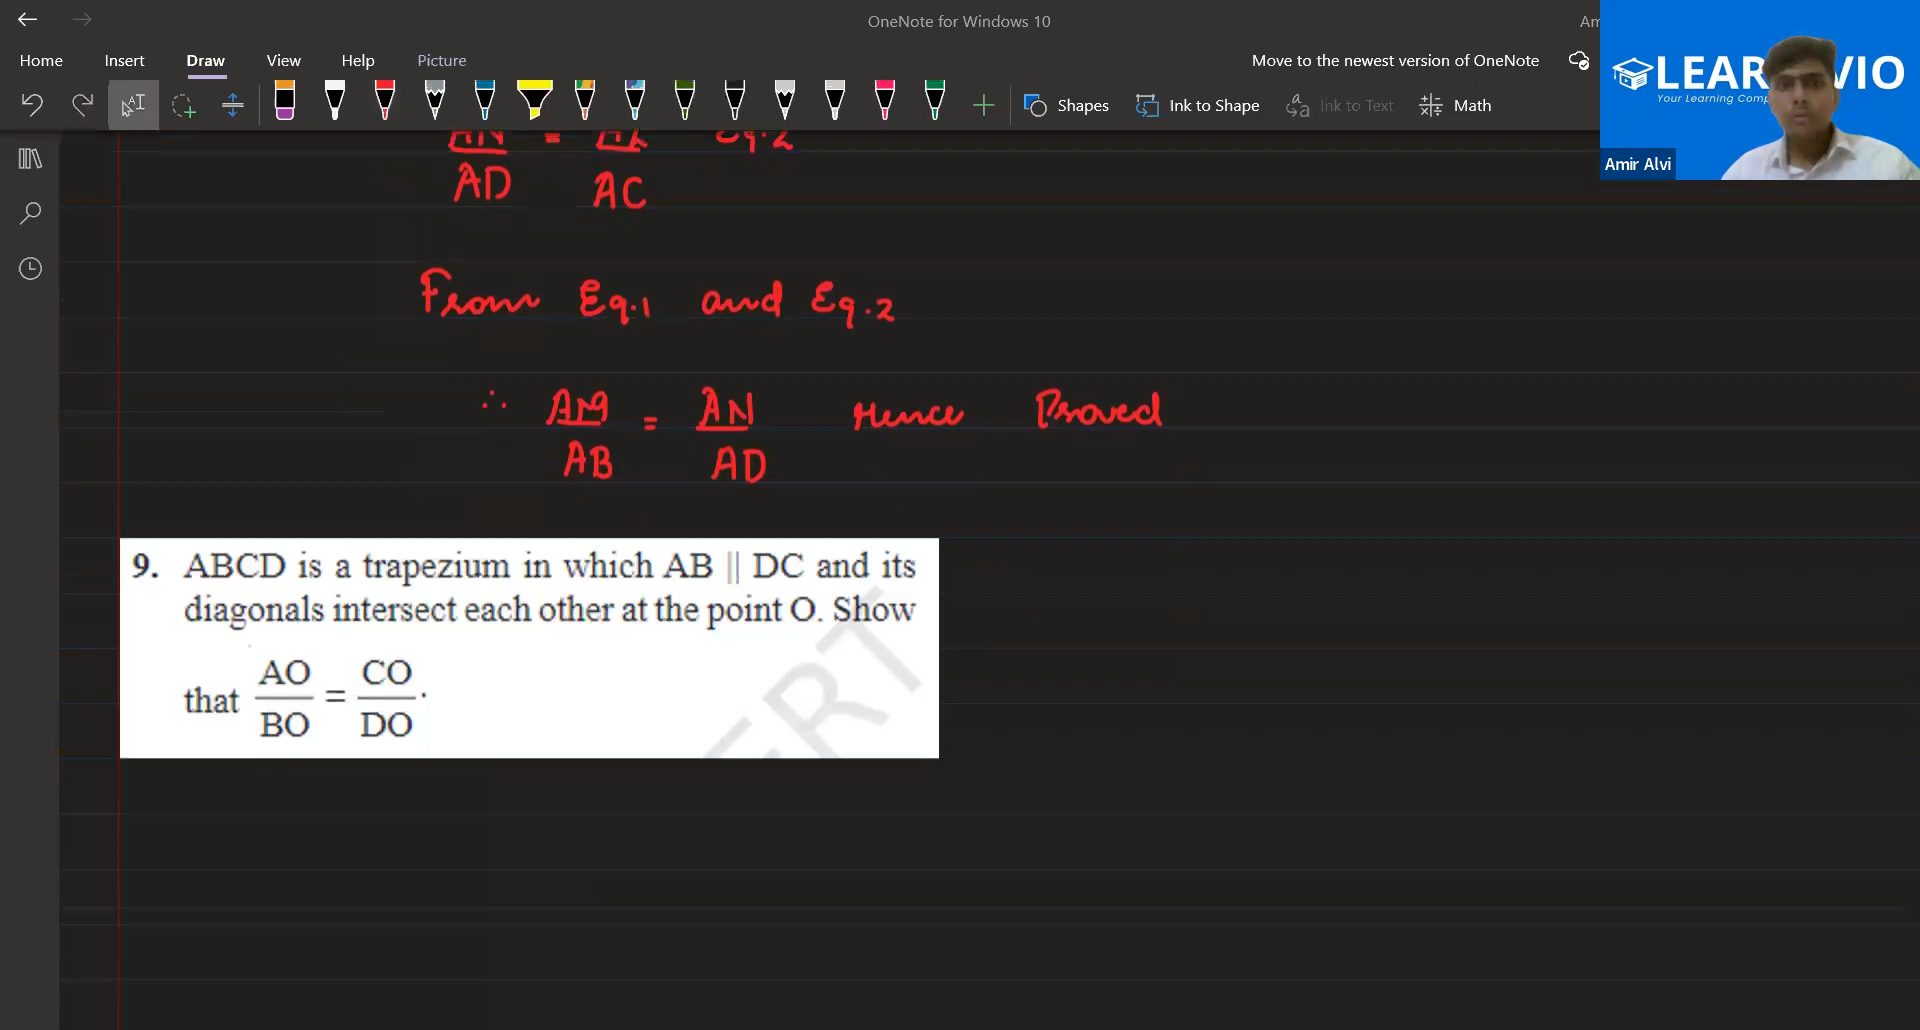 OneNote for Windows 10
Home Insert Draw View Help Picture
Move to the newest version of OneNote
Shapes Ink to Shape Ink to Text Math
Your Learning
Amir Alvi
AN = Eq.2
AD AC
From Eq.1 and Eq.2
∴ AM = AN Hence Proved
AB AD
9. ABCD is a trapezium in which AB || DC and its
diagonals intersect each other at the point O. Show
that AO/BO = CO/DO.